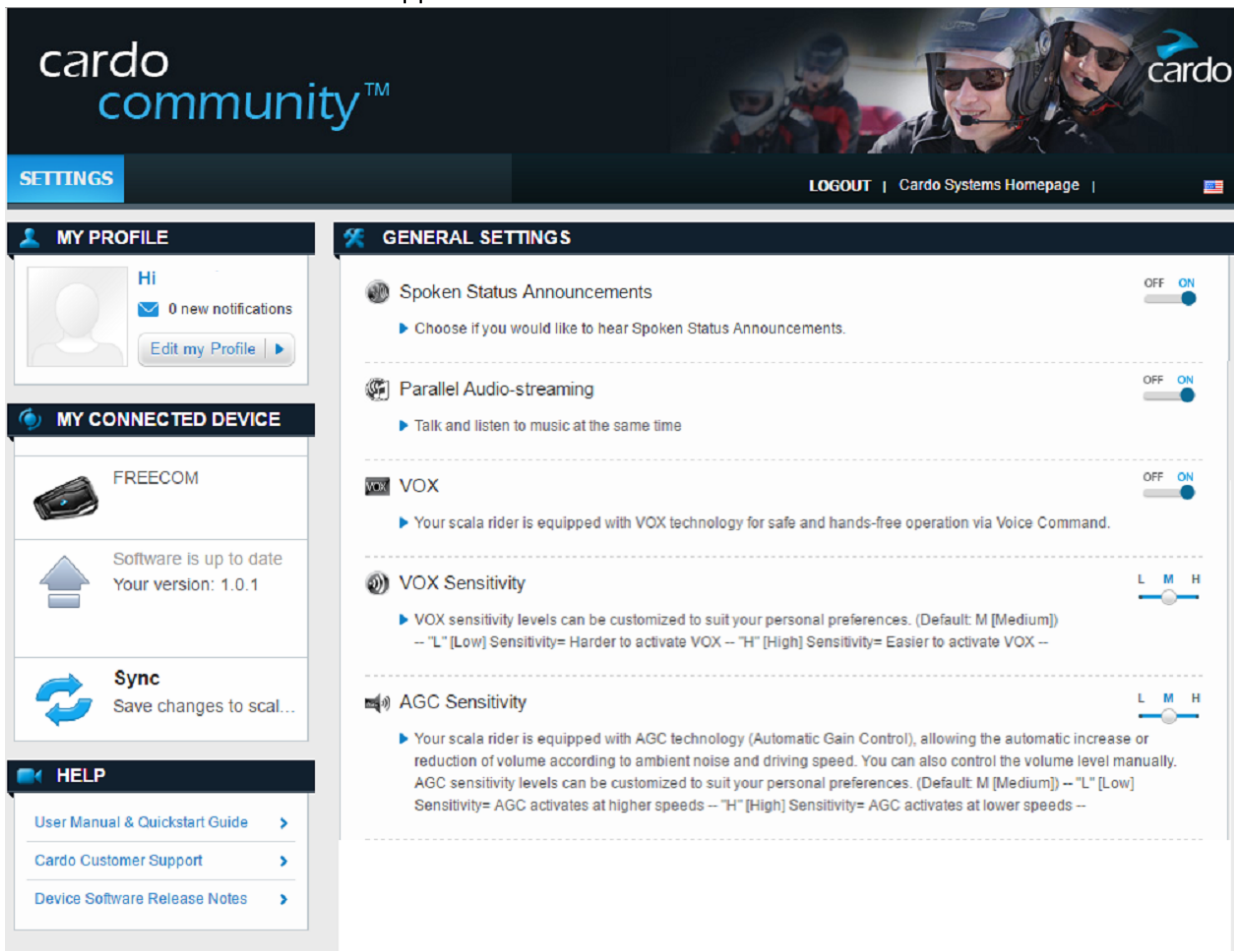 cardo
community™
cardo
SETTINGS
LOGOUT | Cardo Systems Homepage |
MY PROFILE
Hi
0 new notifications
Edit my Profile
MY CONNECTED DEVICE
FREECOM
Software is up to date
Your version: 1.0.1
Sync
Save changes to scal...
HELP
User Manual & Quickstart Guide
Cardo Customer Support
Device Software Release Notes
GENERAL SETTINGS
Spoken Status Announcements
OFF ON
Choose if you would like to hear Spoken Status Announcements.
Parallel Audio-streaming
OFF ON
Talk and listen to music at the same time
VOX VOX
OFF ON
Your scala rider is equipped with VOX technology for safe and hands-free operation via Voice Command.
VOX Sensitivity
L M H
VOX sensitivity levels can be customized to suit your personal preferences. (Default: M [Medium])
-- "L" [Low] Sensitivity= Harder to activate VOX -- "H" [High] Sensitivity= Easier to activate VOX --
AGC Sensitivity
L M H
Your scala rider is equipped with AGC technology (Automatic Gain Control), allowing the automatic increase or
reduction of volume according to ambient noise and driving speed. You can also control the volume level manually.
AGC sensitivity levels can be customized to suit your personal preferences. (Default: M [Medium]) -- "L" [Low]
Sensitivity= AGC activates at higher speeds -- "H" [High] Sensitivity= AGC activates at lower speeds --